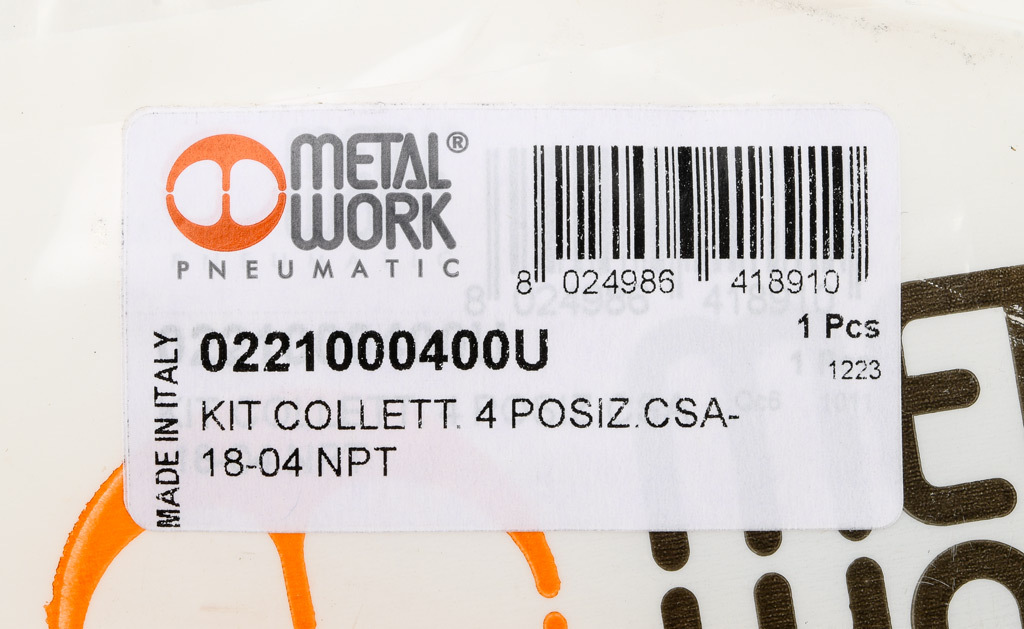 METAL®
WORK
PNEUMATIC
8 024986 418910
1 Pcs
1223
MADE IN ITALY
0221000400U
KIT COLLETT. 4 POSIZ.CSA-
18-04 NPT